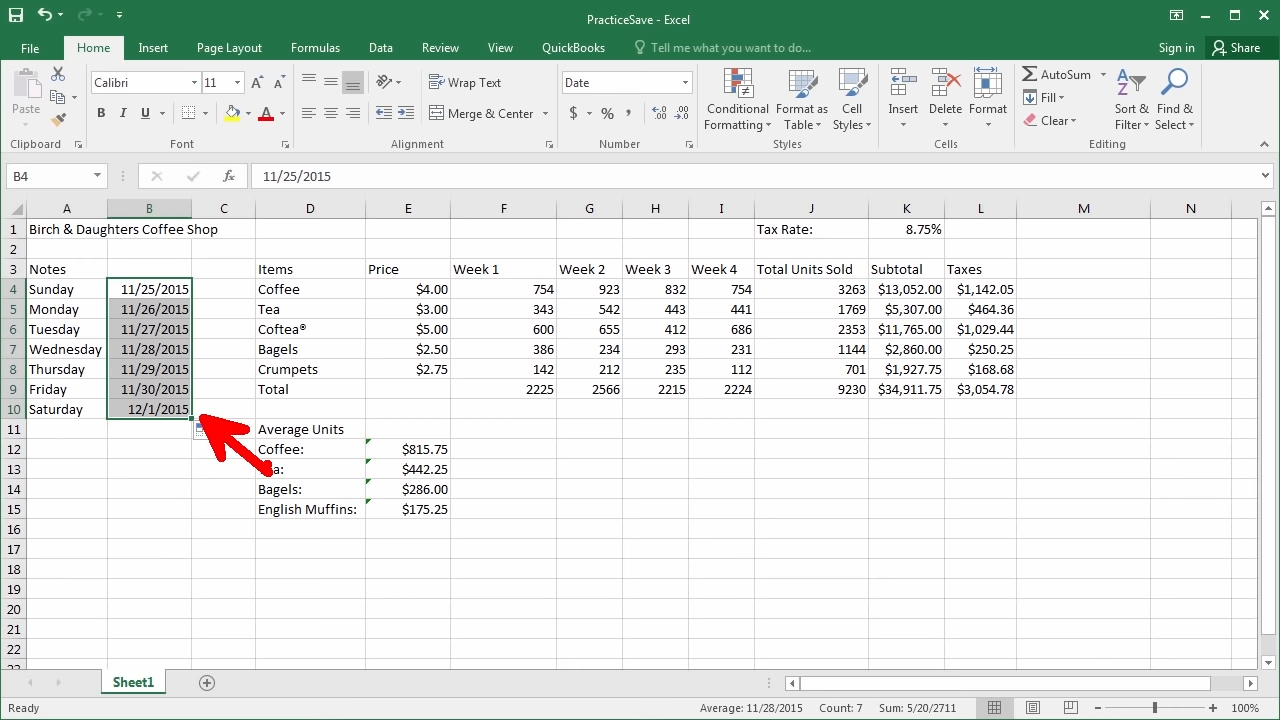 PracticeSave - Excel
File Home Insert Page Layout Formulas Data Review View QuickBooks Tell me what you want to do... Sign in Share
Paste
Calibri 11
B I U
Wrap Text
Merge & Center
Date
$ % ,
Conditional Formatting
Format as Table
Cell Styles
Insert Delete Format
AutoSum
Fill
Clear
Sort & Filter
Find & Select
Clipboard Font Alignment Number Styles Cells Editing
B4 fx 11/25/2015
A B C D E F G H I J K L M N
1 Birch & Daughters Coffee Shop Tax Rate: 8.75%
2
3 Notes Items Price Week 1 Week 2 Week 3 Week 4 Total Units Sold Subtotal Taxes
4 Sunday 11/25/2015 Coffee $4.00 754 923 832 754 3263 $13,052.00 $1,142.05
5 Monday 11/26/2015 Tea $3.00 343 542 443 441 1769 $5,307.00 $464.36
6 Tuesday 11/27/2015 Coftea® $5.00 600 655 412 686 2353 $11,765.00 $1,029.44
7 Wednesday 11/28/2015 Bagels $2.50 386 234 293 231 1144 $2,860.00 $250.25
8 Thursday 11/29/2015 Crumpets $2.75 142 212 235 112 701 $1,927.75 $168.68
9 Friday 11/30/2015 Total 2225 2566 2215 2224 9230 $34,911.75 $3,054.78
10 Saturday 12/1/2015
11 Average Units
12 Coffee: $815.75
13 $442.25
14 Bagels: $286.00
15 English Muffins: $175.25
16
17
18
19
20
21
22
Sheet1
Ready Average: 11/28/2015 Count: 7 Sum: 5/20/2711 100%